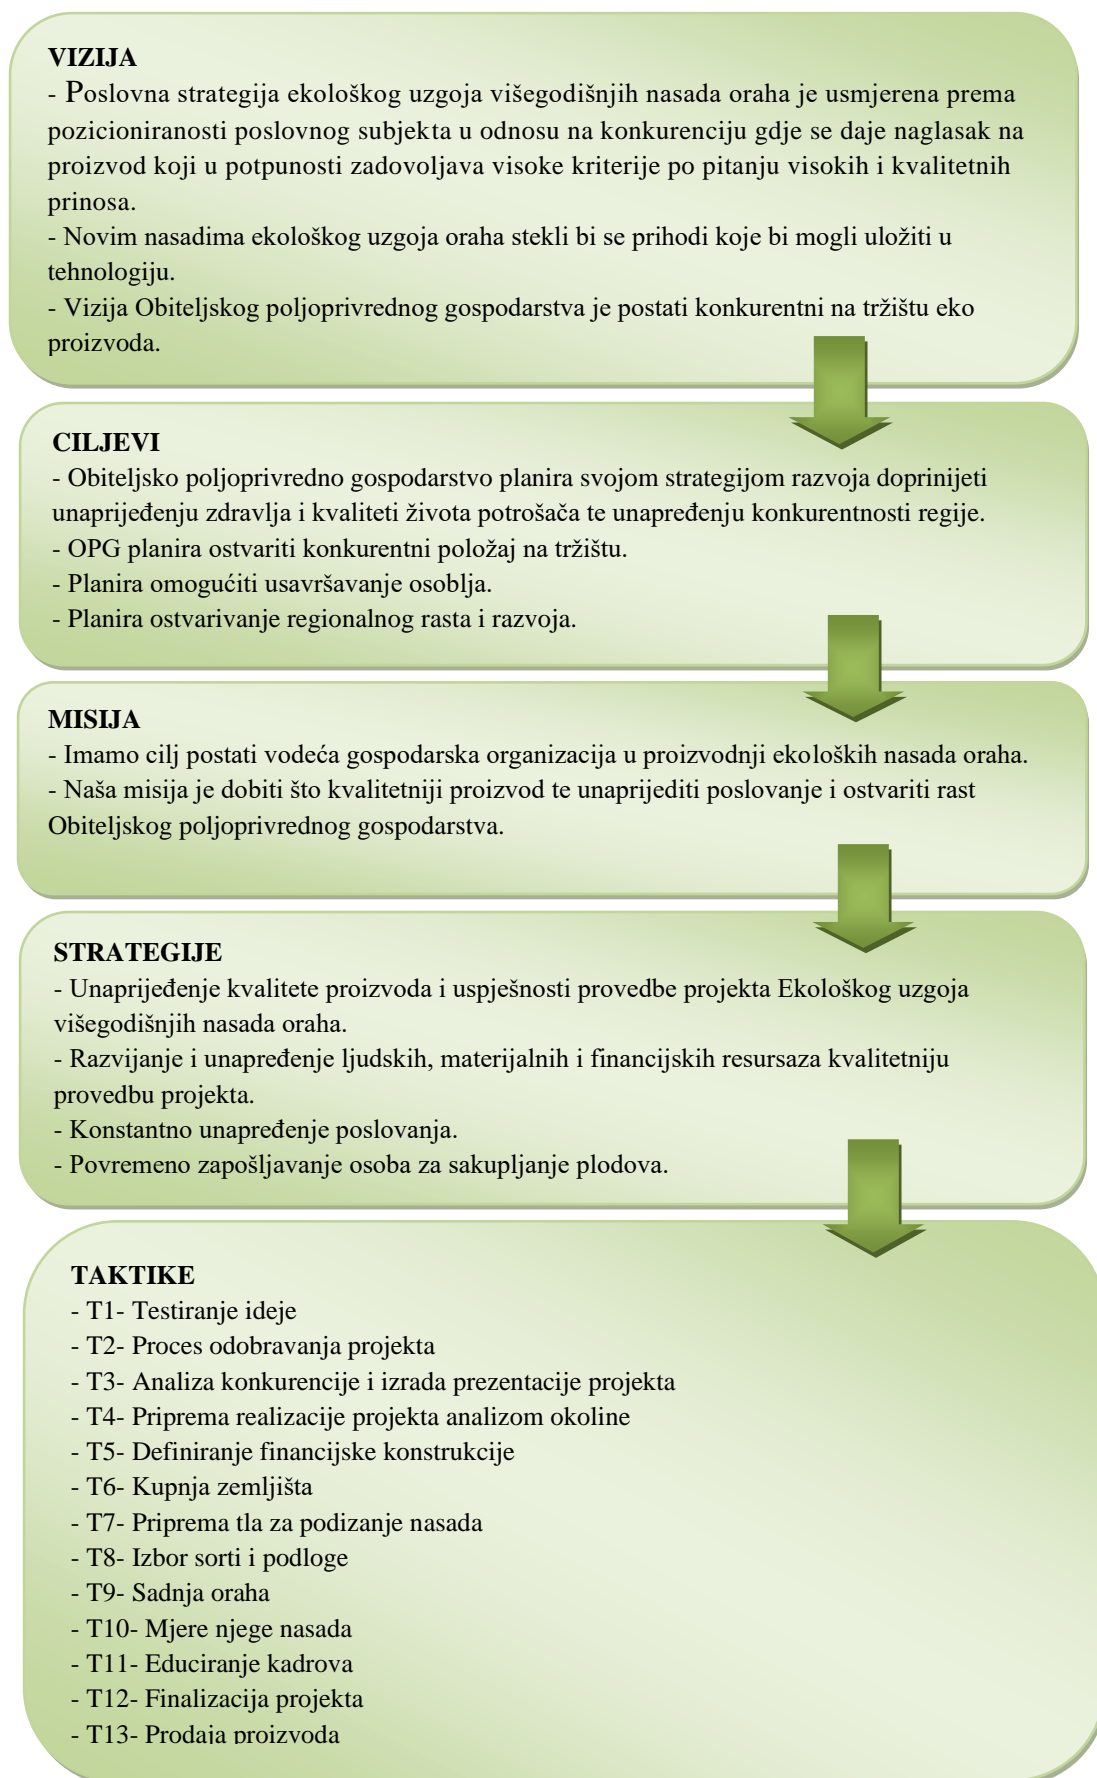 VIZIJA
- Poslovna strategija ekološkog uzgoja višegodišnjih nasada oraha je usmjerena prema
pozicioniranosti poslovnog subjekta u odnosu na konkurenciju gdje se daje naglasak na
proizvod koji u potpunosti zadovoljava visoke kriterije po pitanju visokih i kvalitetnih
prinosa.
- Novim nasadima ekološkog uzgoja oraha stekli bi se prihodi koje bi mogli uložiti u
tehnologiju.
- Vizija Obiteljskog poljoprivrednog gospodarstva je postati konkurentni na tržištu eko
proizvoda.
CILJEVI
- Obiteljsko poljoprivredno gospodarstvo planira svojom strategijom razvoja doprinijeti
unaprijeđenju zdravlja i kvaliteti života potrošača te unapređenju konkurentnosti regije.
- OPG planira ostvariti konkurentni položaj na tržištu.
- Planira omogućiti usavršavanje osoblja.
- Planira ostvarivanje regionalnog rasta i razvoja.
MISIJA
- Imamo cilj postati vodeća gospodarska organizacija u proizvodnji ekoloških nasada oraha.
- Naša misija je dobiti što kvalitetniji proizvod te unaprijediti poslovanje i ostvariti rast
Obiteljskog poljoprivrednog gospodarstva.
STRATEGIJE
- Unaprijeđenje kvalitete proizvoda i uspješnosti provedbe projekta Ekološkog uzgoja
višegodišnjih nasada oraha.
- Razvijanje i unapređenje ljudskih, materijalnih i financijskih resursaza kvalitetniju
provedbu projekta.
- Konstantno unapređenje poslovanja.
- Povremeno zapošljavanje osoba za sakupljanje plodova.
TAKTIKE
- T1- Testiranje ideje
- T2- Proces odobravanja projekta
- T3- Analiza konkurencije i izrada prezentacije projekta
- T4- Priprema realizacije projekta analizom okoline
- T5- Definiranje financijske konstrukcije
- T6- Kupnja zemljišta
- T7- Priprema tla za podizanje nasada
- T8- Izbor sorti i podloge
- T9- Sadnja oraha
- T10- Mjere njege nasada
- T11- Educiranje kadrova
- T12- Finalizacija projekta
- T13- Prodaja proizvoda